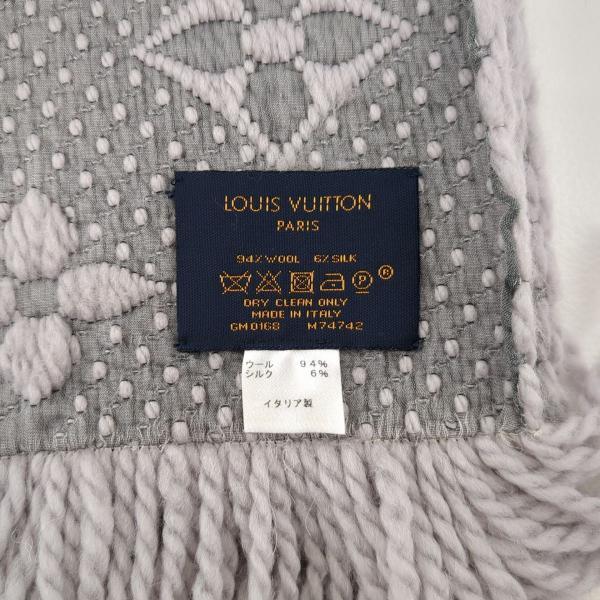 LOUIS VUITTON
PARIS
94% WOOL 6% SILK
P ®
DRY CLEAN ONLY
MADE IN ITALY
GM0168 M74742
ウール 94%
シルク 6%
イタリア製